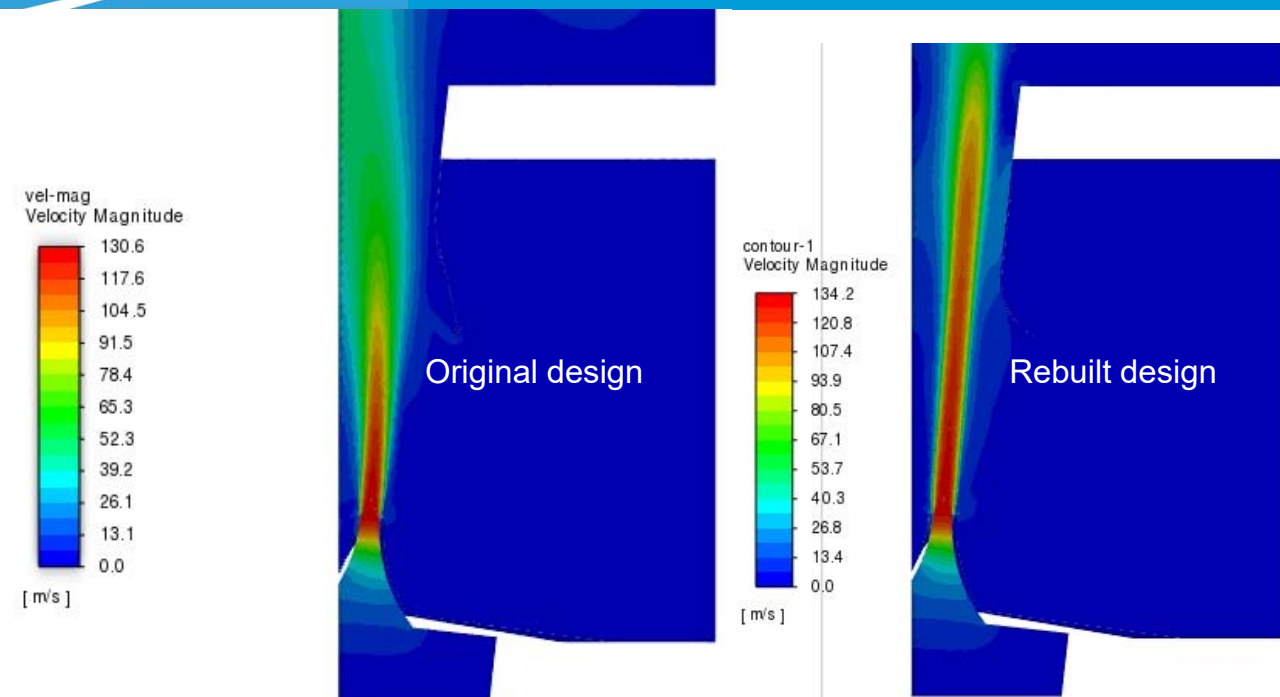 vel-mag
Velocity Magnitude
130.6
117.6
104.5
91.5
78.4
65.3
52.3
39.2
26.1
13.1
0.0
[ m/s ]
Original design
contour-1
Velocity Magnitude
134.2
120.8
107.4
93.9
80.5
67.1
53.7
40.3
26.8
13.4
0.0
[ m/s ]
Rebuilt design